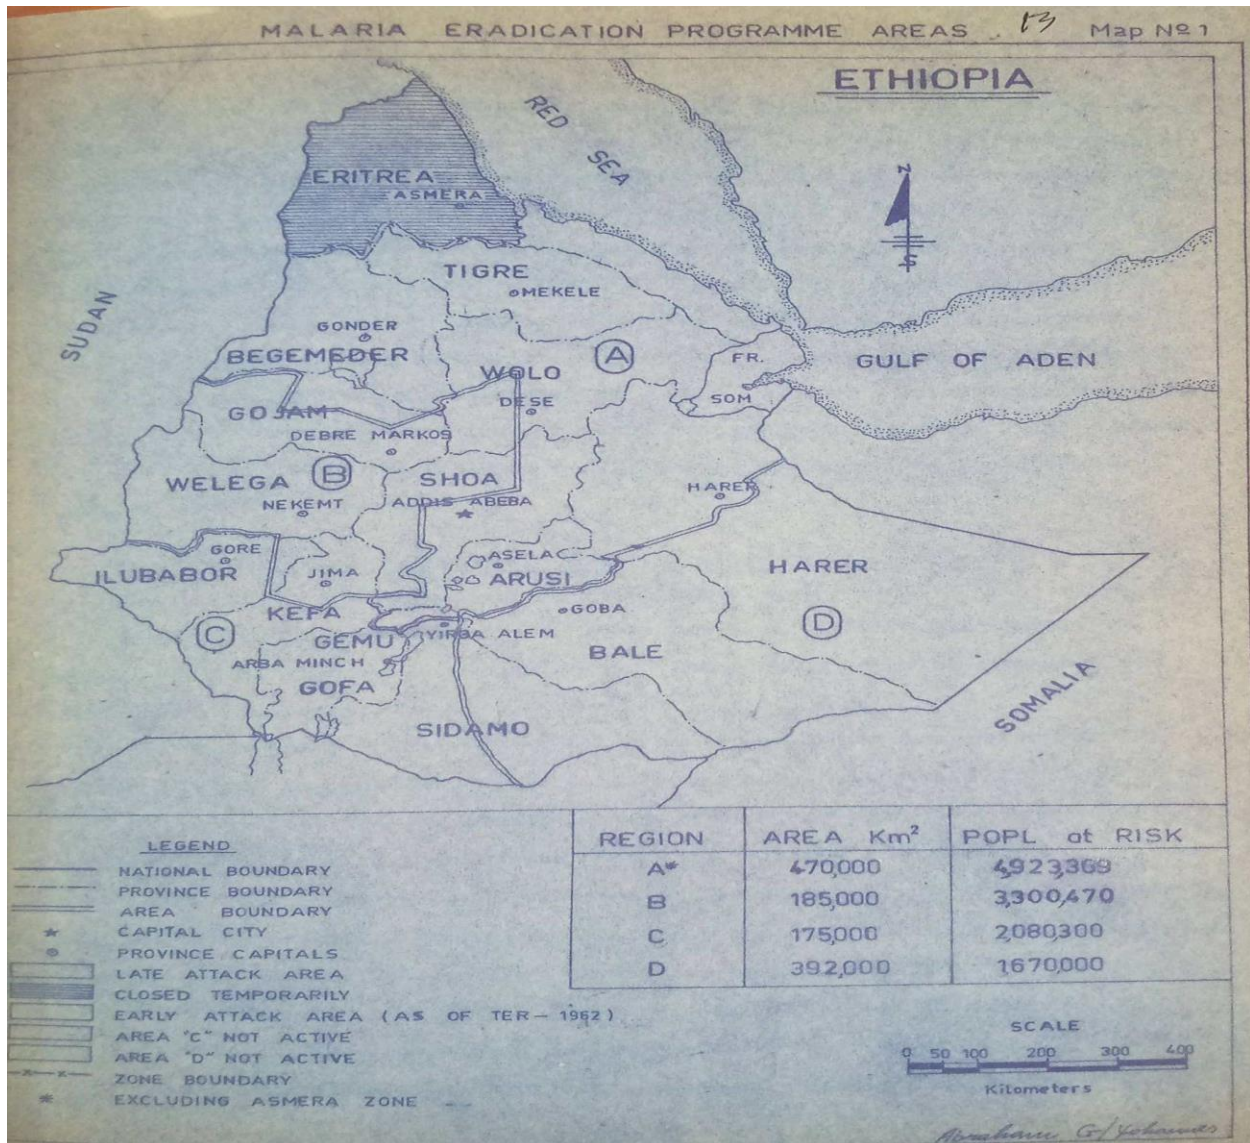 MALARIA ERADICATION PROGRAMME AREAS . 13 Map Nº 1
ETHIOPIA
RED SEA
N
S
ERITREA
ASMERA
TIGRE
MEKELE
SUDAN
GONDER
BEGEMEDER
A
FR.
SOM
GULF OF ADEN
WOLO
DESE
GOJAM
DEBRE MARKOS
WELEGA
B
SHOA
NEKEMT
ADDIS ABEBA
HARER
GORE
ILUBABOR
JIMA
ASELA
ARUSI
HARER
KEFA
GOBA
C
D
GEMU
YIRBA ALEM
BALE
ARBA MINCH
GOFA
SIDAMO
SOMALIA
LEGEND
NATIONAL BOUNDARY
PROVINCE BOUNDARY
AREA BOUNDARY
CAPITAL CITY
PROVINCE CAPITALS
LATE ATTACK AREA
CLOSED TEMPORARILY
EARLY ATTACK AREA (AS OF TER-1962)
AREA "C" NOT ACTIVE
AREA "D" NOT ACTIVE
ZONE BOUNDARY
* EXCLUDING ASMERA ZONE
REGION AREA Km² POPL at RISK
A* 470,000 4,923,369
B 185,000 3,300,470
C 175,000 2,080,300
D 392,000 1,670,000
SCALE
0 50 100 200 300 400
Kilometers
Abraham G/Yohannes